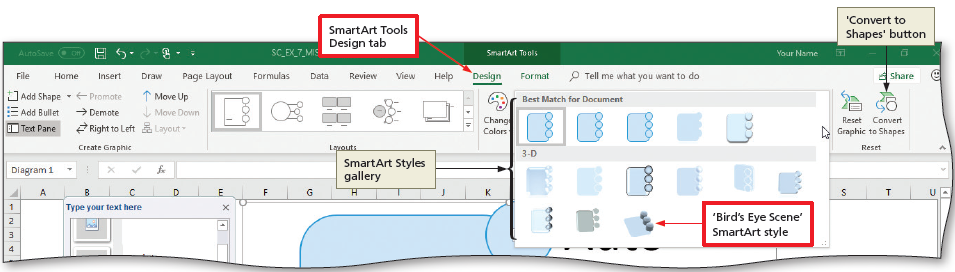 SmartArt Tools
Design tab
'Convert to
Shapes' button
AutoSave Off
SC_EX_7_MIS
SmartArt Tools
Your Name
File Home Insert Draw Page Layout Formulas Data Review View Help Design Format Tell me what you want to do Share
Add Shape Promote Move Up
Add Bullet Demote Move Down
Text Pane Right to Left Layout
Create Graphic
Layouts
Change
Colors
Best Match for Document
3-D
Reset
Graphic
Convert
to Shapes
Reset
SmartArt Styles
gallery
'Bird's Eye Scene'
SmartArt style
Diagram 1 fx
A B C D E F G H I J K S T U
1
2
3
4
Type your text here